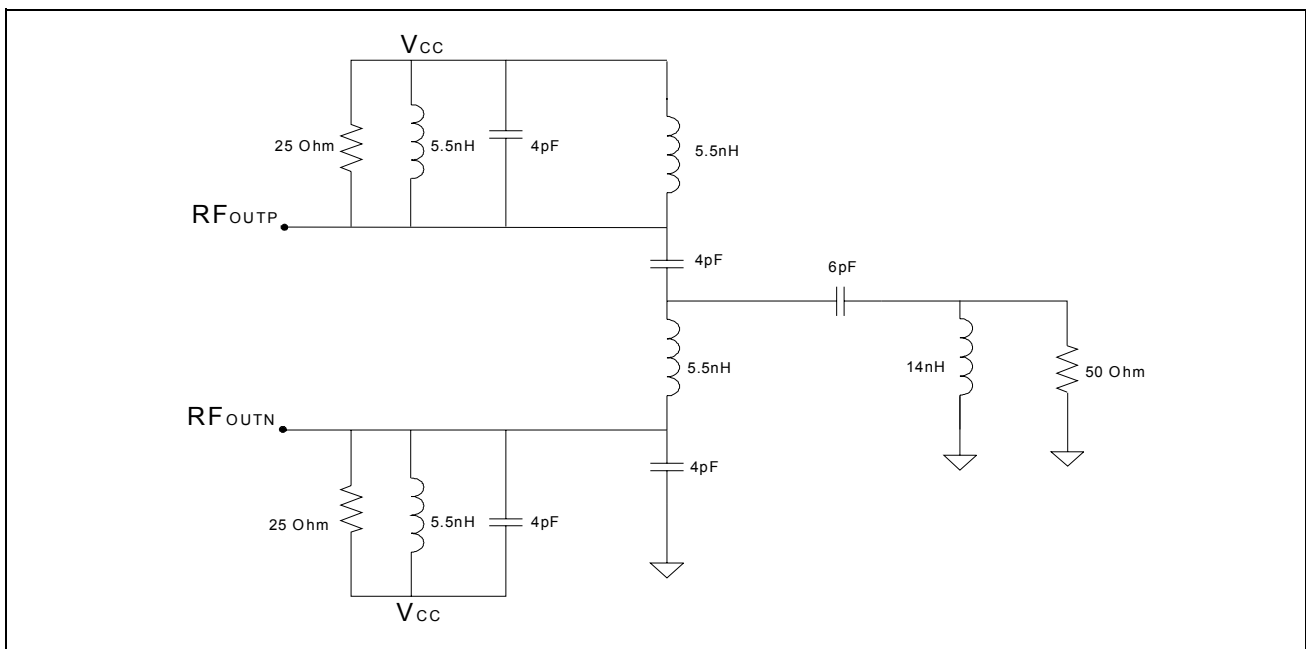 VCC
25 Ohm
5.5nH
4pF
5.5nH
RFOUTP
4pF
6pF
5.5nH
14nH
50 Ohm
RFOUTN
4pF
25 Ohm
5.5nH
4pF
VCC